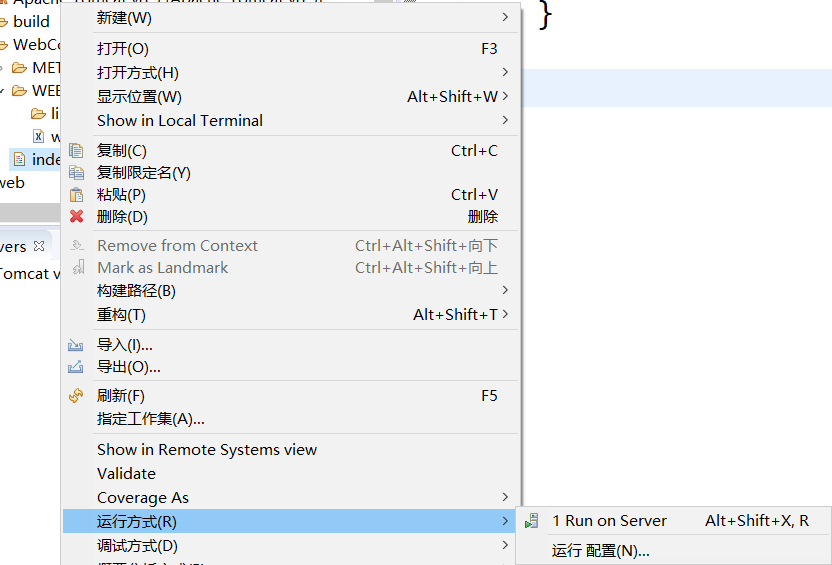 build
WebCo
MET
WEB
li
w
inde
web
vers
Tomcat v
}
新建(W)
打开(O) F3
打开方式(H)
显示位置(W) Alt+Shift+W
Show in Local Terminal
复制(C) Ctrl+C
复制限定名(Y)
粘贴(P) Ctrl+V
删除(D) 删除
Remove from Context Ctrl+Alt+Shift+向下
Mark as Landmark Ctrl+Alt+Shift+向上
构建路径(B)
重构(T) Alt+Shift+T
导入(I)...
导出(O)...
刷新(F) F5
指定工作集(A)...
Show in Remote Systems view
Validate
Coverage As
运行方式(R)
调试方式(D)
1 Run on Server Alt+Shift+X, R
运行 配置(N)...